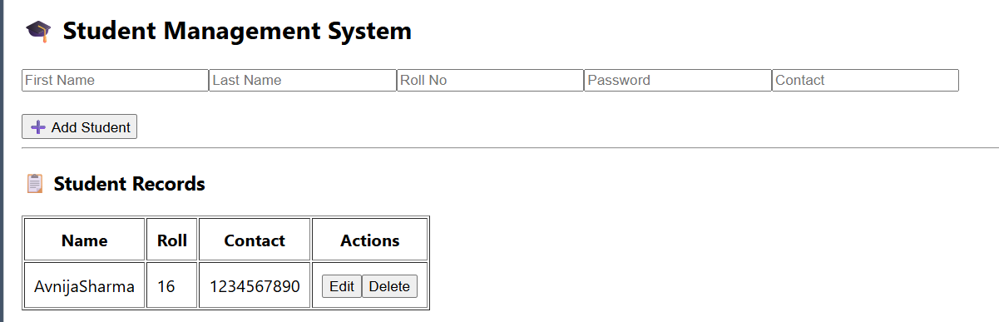 🎓 Student Management System
First Name Last Name Roll No Password Contact
➕ Add Student
📋 Student Records
Name Roll Contact Actions
AvnijaSharma 16 1234567890 Edit Delete